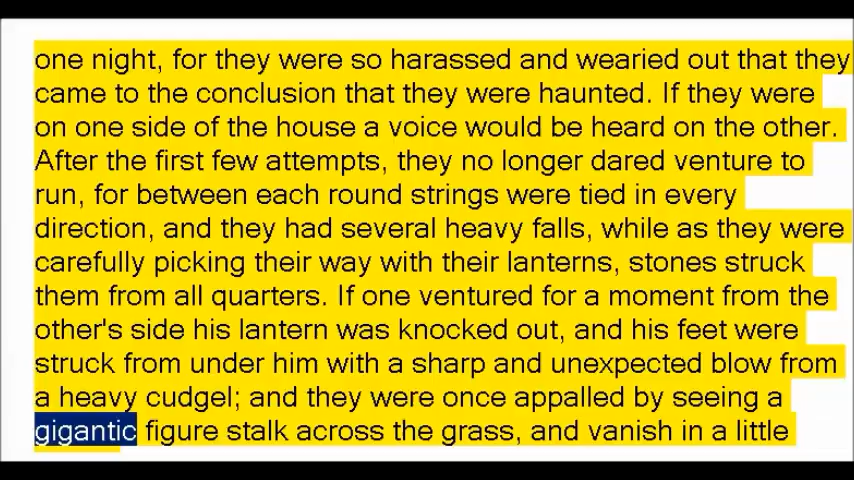 one night, for they were so harassed and wearied out that they
came to the conclusion that they were haunted. If they were
on one side of the house a voice would be heard on the other.
After the first few attempts, they no longer dared venture to
run, for between each round strings were tied in every
direction, and they had several heavy falls, while as they were
carefully picking their way with their lanterns, stones struck
them from all quarters. If one ventured for a moment from the
other's side his lantern was knocked out, and his feet were
struck from under him with a sharp and unexpected blow from
a heavy cudgel; and they were once appalled by seeing a
gigantic figure stalk across the grass, and vanish in a little